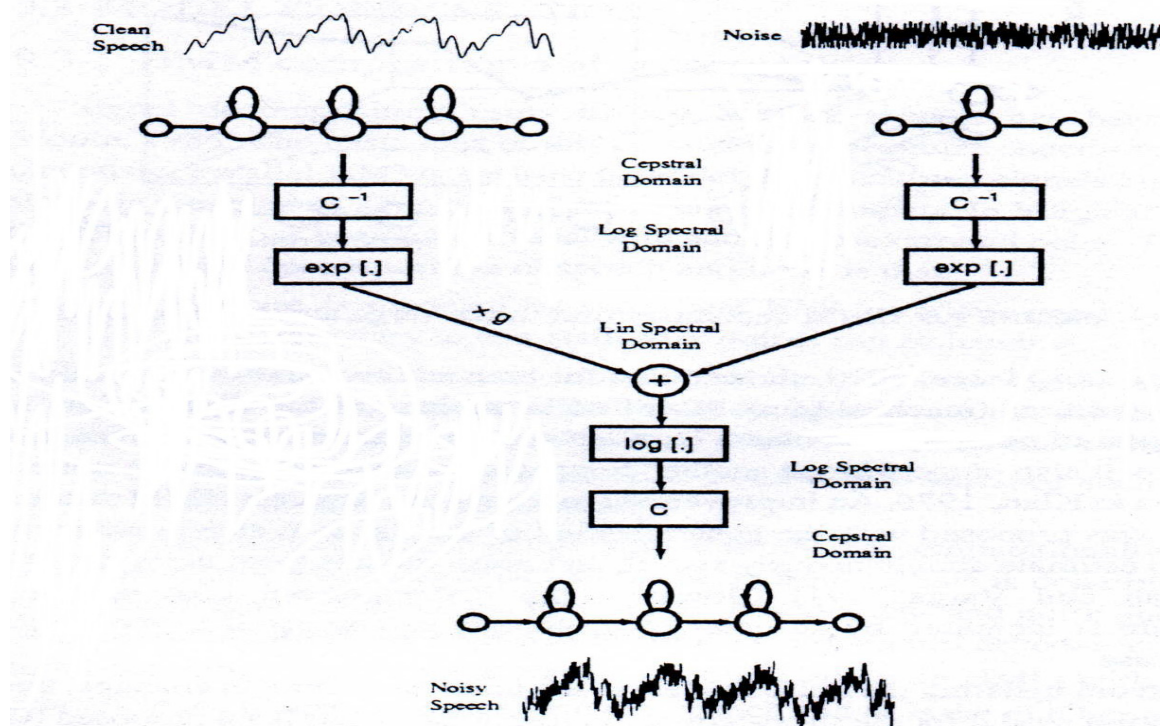 Clean
Speech
Noise
Cepstral
Domain
C⁻¹
C⁻¹
Log Spectral
Domain
exp [.]
exp [.]
× g
Lin Spectral
Domain
+
log [.]
Log Spectral
Domain
C
Cepstral
Domain
Noisy
Speech